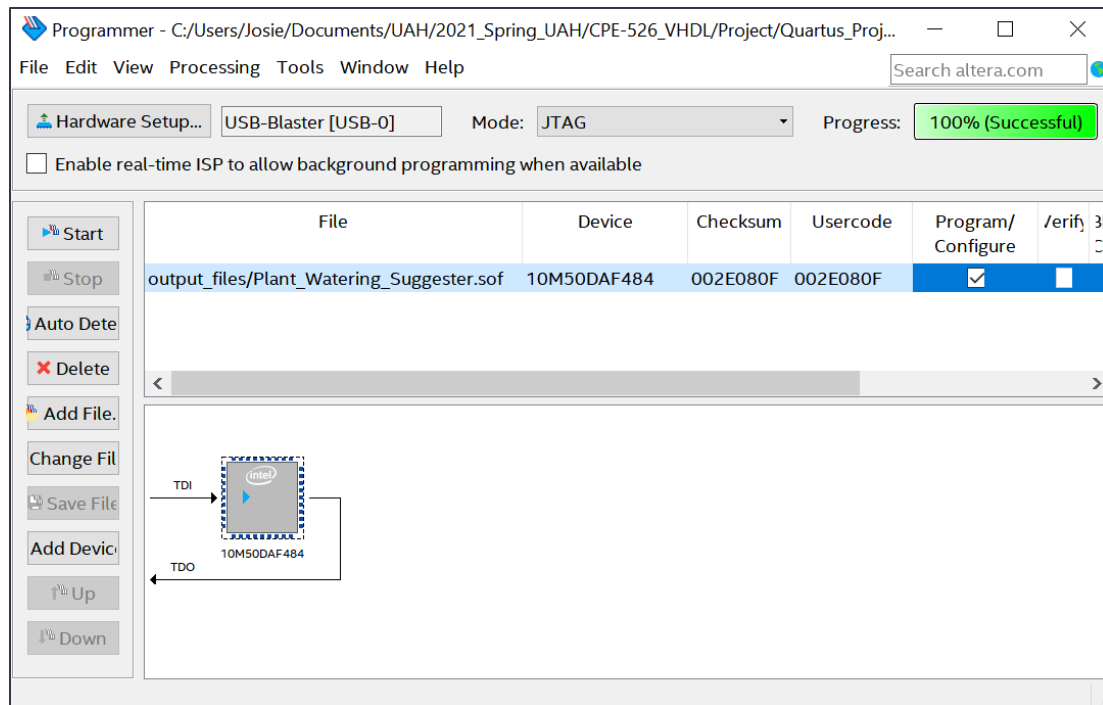 Programmer - C:/Users/Josie/Documents/UAH/2021_Spring_UAH/CPE-526_VHDL/Project/Quartus_Proj...
File Edit View Processing Tools Window Help
Search altera.com
Hardware Setup...
USB-Blaster [USB-0]
Mode:
JTAG
Progress:
100% (Successful)
Enable real-time ISP to allow background programming when available
Start
Stop
Auto Dete
Delete
Add File.
Change Fil
Save File
Add Devic
Up
Down
File Device Checksum Usercode Program/ Verify
Configure
output_files/Plant_Watering_Suggester.sof 10M50DAF484 002E080F 002E080F
intel
TDI
10M50DAF484
TDO